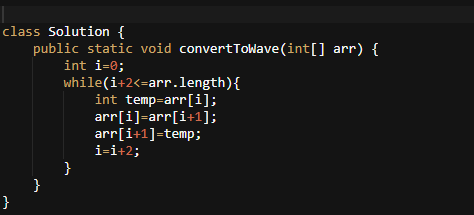 class Solution {
    public static void convertToWave(int[] arr) {
        int i=0;
        while(i+2<=arr.length){
            int temp=arr[i];
            arr[i]=arr[i+1];
            arr[i+1]=temp;
            i=i+2;
        }
    }
}